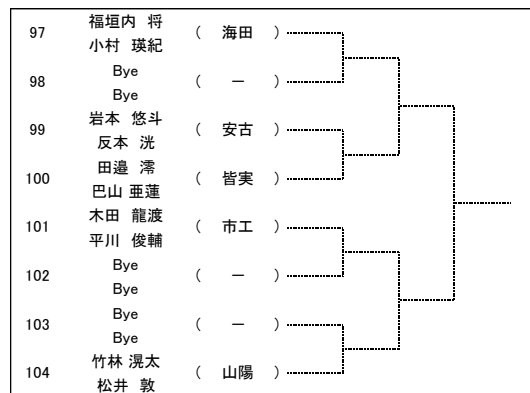 福垣内 将
97 ( 海田 )
小村 瑛紀
Bye
98 ( － )
Bye
岩本 悠斗
99 ( 安古 )
反本 洸
田邉 澪
100 ( 皆実 )
巴山 亜蓮
木田 龍渡
101 ( 市工 )
平川 俊輔
Bye
102 ( － )
Bye
Bye
103 ( － )
Bye
竹林 滉太
104 ( 山陽 )
松井 敦